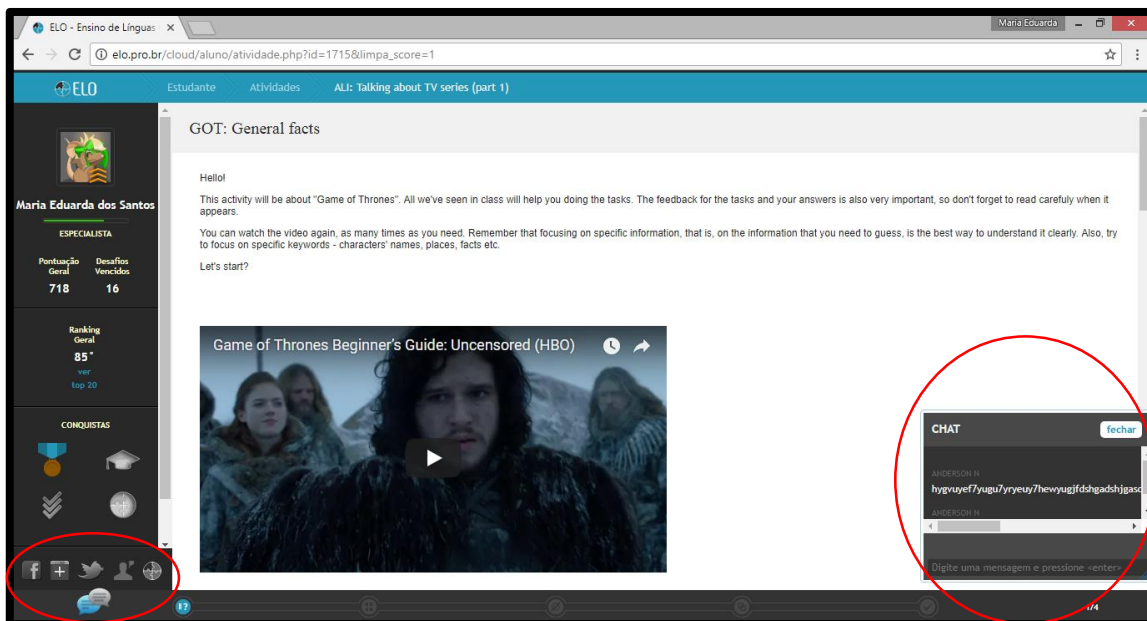 ELO - Ensino de Línguas
Maria Eduarda
elo.pro.br/cloud/aluno/atividade.php?id=1715&limpa_score=1
ELO
Estudante
Atividades
ALI: Talking about TV series (part 1)
Maria Eduarda dos Santos
ESPECIALISTA
Pontuação
Geral
Desafios
Vencidos
718
16
Ranking
Geral
85°
ver
top 20
CONQUISTAS
GOT: General facts
Hello!
This activity will be about "Game of Thrones". All we've seen in class will help you doing the tasks. The feedback for the tasks and your answers is also very important, so don't forget to read carefuly when it
appears.
You can watch the video again, as many times as you need. Remember that focusing on specific information, that is, on the information that you need to guess, is the best way to understand it clearly. Also, try
to focus on specific keywords - characters' names, places, facts etc.
Let's start?
Game of Thrones Beginner's Guide: Uncensored (HBO)
CHAT
fechar
ANDERSON N
hygvuyef7yugu7yryeuy7hewyugjfdshgadshjgasd
ANDERSON N
Digite uma mensagem e pressione <enter>